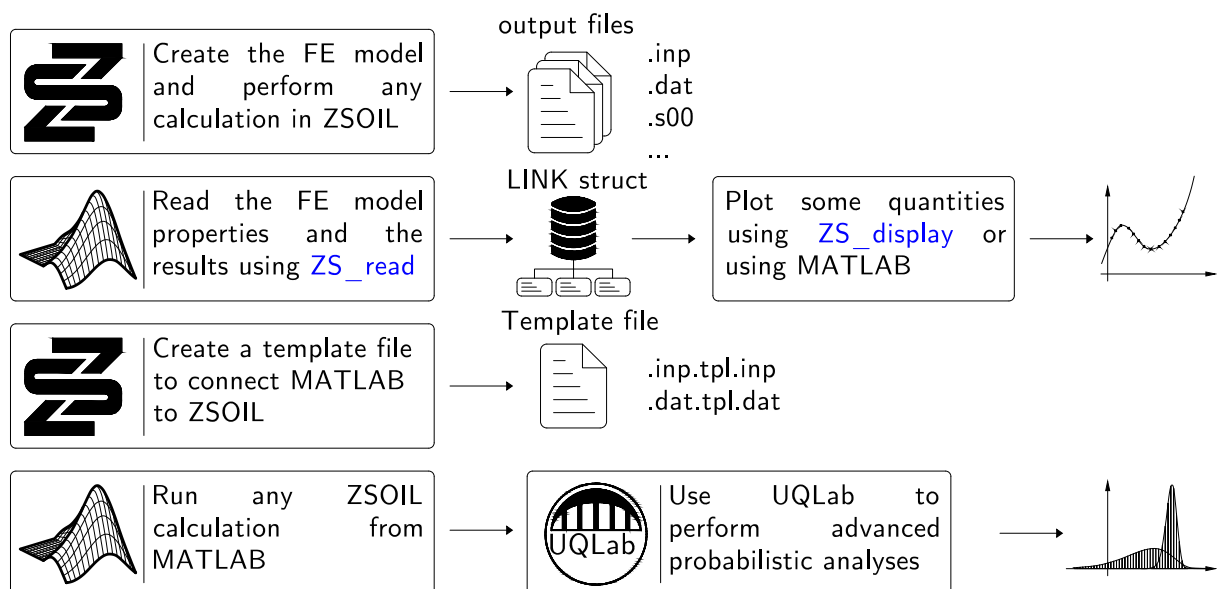 output files
Create the FE model
and perform any
calculation in ZSOIL
.inp
.dat
.s00
...
LINK struct
Read the FE model
properties and the
results using ZS_read
Plot some quantities
using ZS_display or
using MATLAB
Template file
Create a template file
to connect MATLAB
to ZSOIL
.inp.tpl.inp
.dat.tpl.dat
Run any ZSOIL
calculation from
MATLAB
UQLab
Use UQLab to
perform advanced
probabilistic analyses